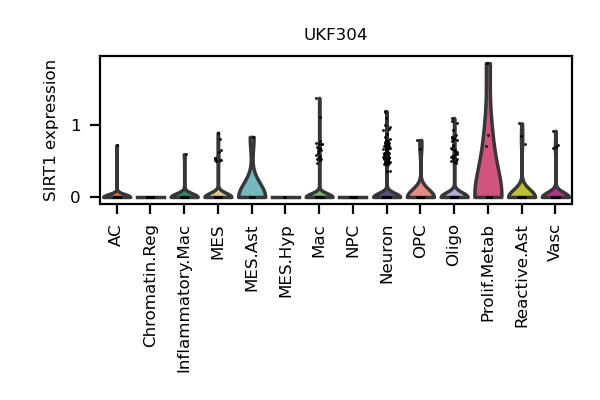 UKF304
SIRT1 expression
1
0
AC
Chromatin.Reg
Inflammatory.Mac
MES
MES.Ast
MES.Hyp
Mac
NPC
Neuron
OPC
Oligo
Prolif.Metab
Reactive.Ast
Vasc